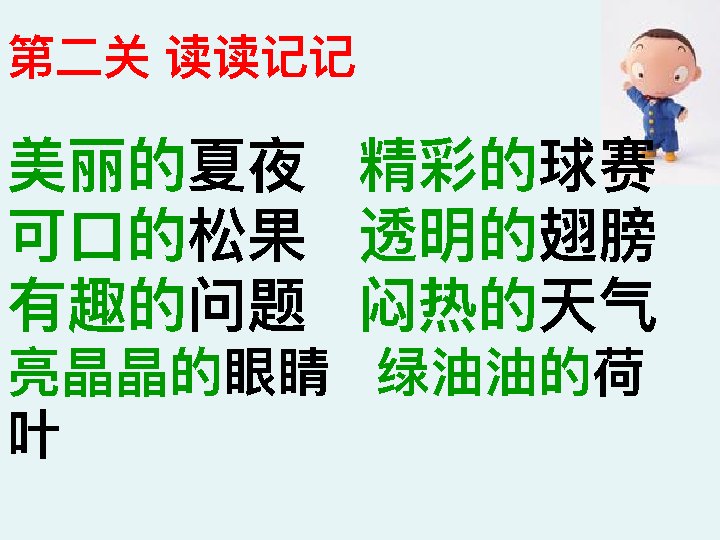 第二关 读读记记
美丽的夏夜 精彩的球赛
可口的松果 透明的翅膀
有趣的问题 闷热的天气
亮晶晶的眼睛 绿油油的荷
叶